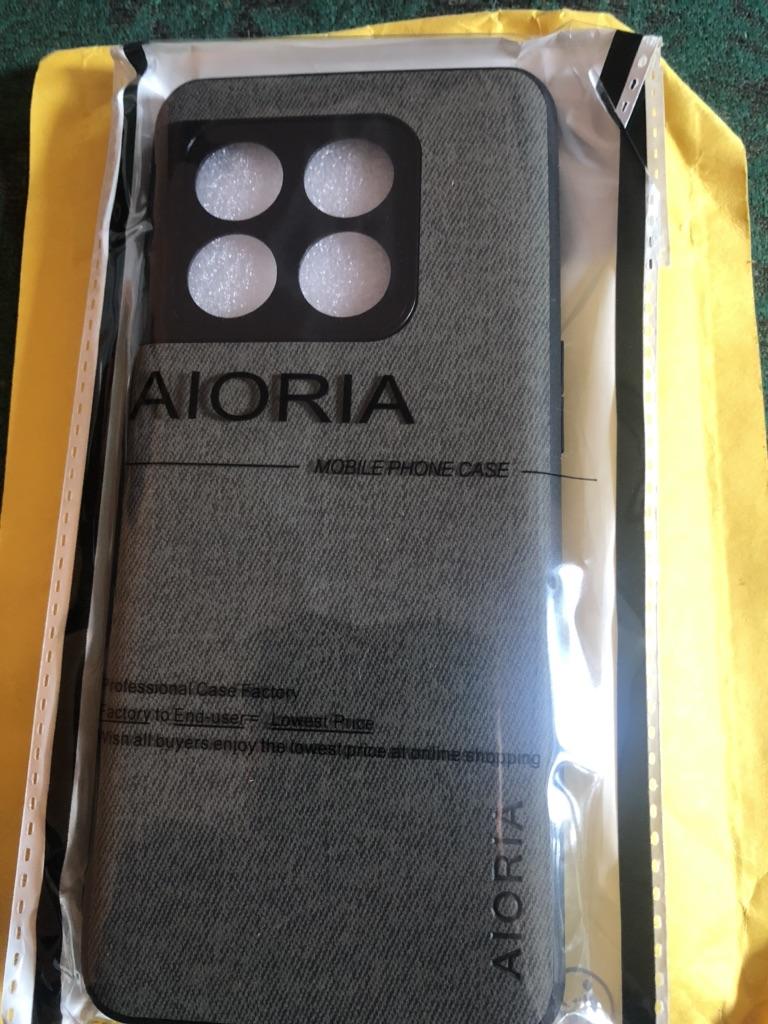 AIORIA
MOBILE PHONE CASE
Professional Case Factory
Factory to End-user= Lowest Price
Wish all buyers enjoy the lowest price at online shopping
AIORIA